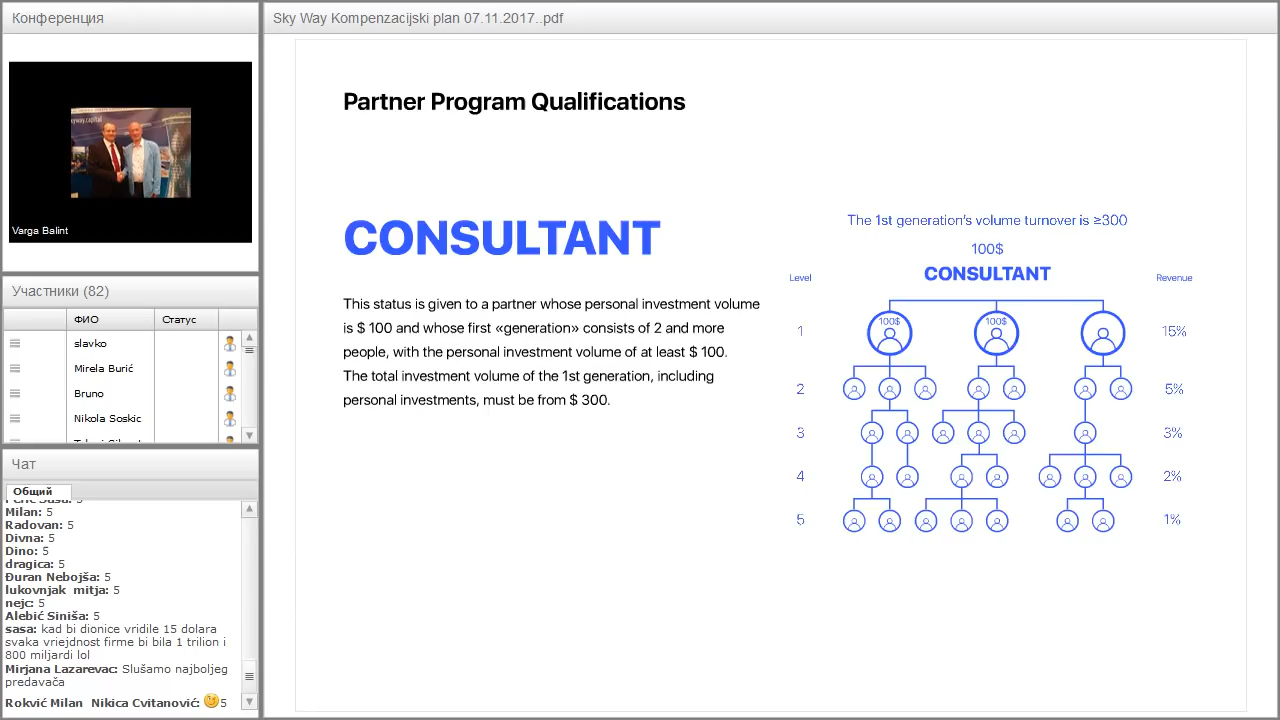 Конференция
Varga Balint
Участники (82)
ФИО
Статус
slavko
Mirela Burić
Bruno
Nikola Soskic
Чат
Общий
Milan: 5
Radovan: 5
Divna: 5
Dino: 5
dragica: 5
Đuran Nebojša: 5
lukovnjak mitja: 5
nejc: 5
Alebić Siniša: 5
sasa: kad bi dionice vridile 15 dolara
svaka vriejdnost firme bi bila 1 trilion i
800 miljardi lol
Mirjana Lazarevac: Slušamo najboljeg
predavača
Rokvić Milan Nikica Cvitanović: 5
Sky Way Kompenzacijski plan 07.11.2017..pdf
Partner Program Qualifications
CONSULTANT
This status is given to a partner whose personal investment volume
is $ 100 and whose first «generation» consists of 2 and more
people, with the personal investment volume of at least $ 100.
The total investment volume of the 1st generation, including
personal investments, must be from $ 300.
The 1st generation's volume turnover is ≥300
100$
CONSULTANT
Level
Revenue
1
100$
100$
15%
2
5%
3
3%
4
2%
5
1%